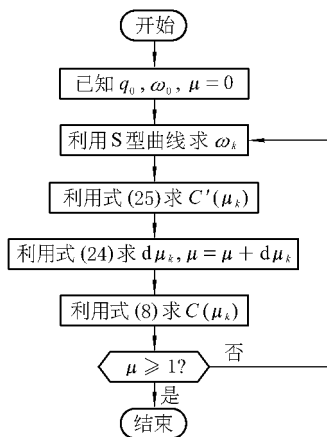 开始
已知 q₀, ω₀, μ = 0
利用S型曲线求 ωₖ
利用式 (25) 求 C′(μₖ)
利用式 (24) 求 dμₖ, μ = μ + dμₖ
利用式 (8) 求 C(μₖ)
μ ⩾ 1?
否
是
结束